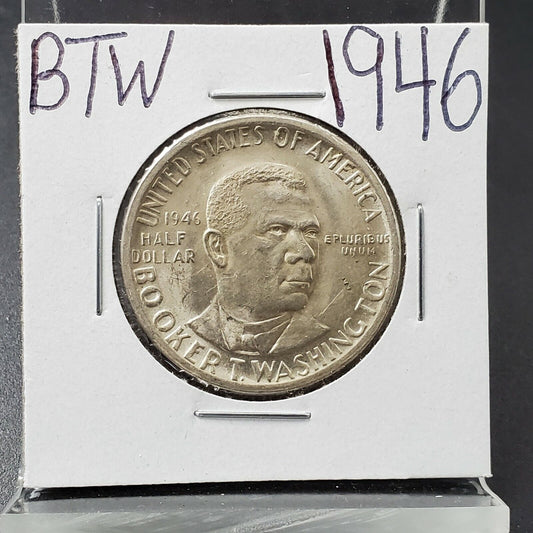 BTW 1946
UNITED STATES OF AMERICA
1946
HALF
DOLLAR
E PLURIBUS
UNUM
BOOKER T. WASHINGTON